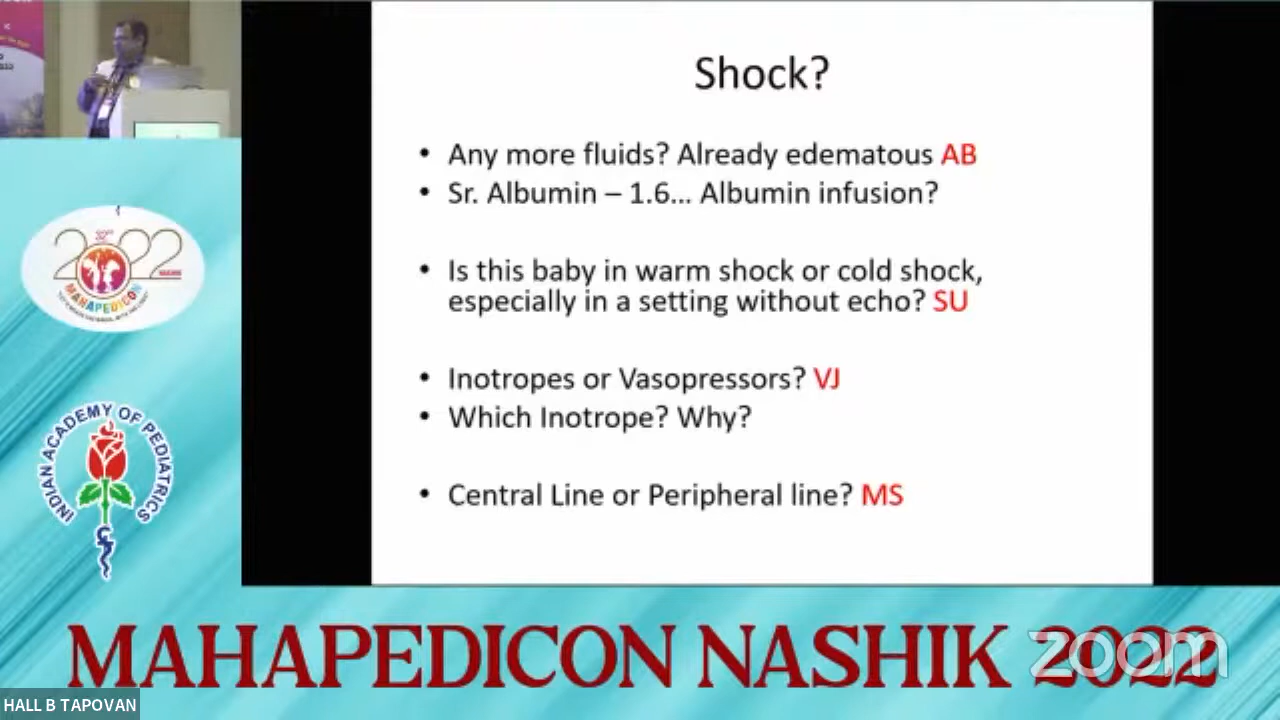 Shock?
• Any more fluids? Already edematous AB
• Sr. Albumin – 1.6... Albumin infusion?
• Is this baby in warm shock or cold shock,
especially in a setting without echo? SU
• Inotropes or Vasopressors? VJ
• Which Inotrope? Why?
• Central Line or Peripheral line? MS
2022
MAHAPEDICON
INDIAN ACADEMY OF PEDIATRICS
MAHAPEDICON NASHIK 2022
zoom
HALL B TAPOVAN